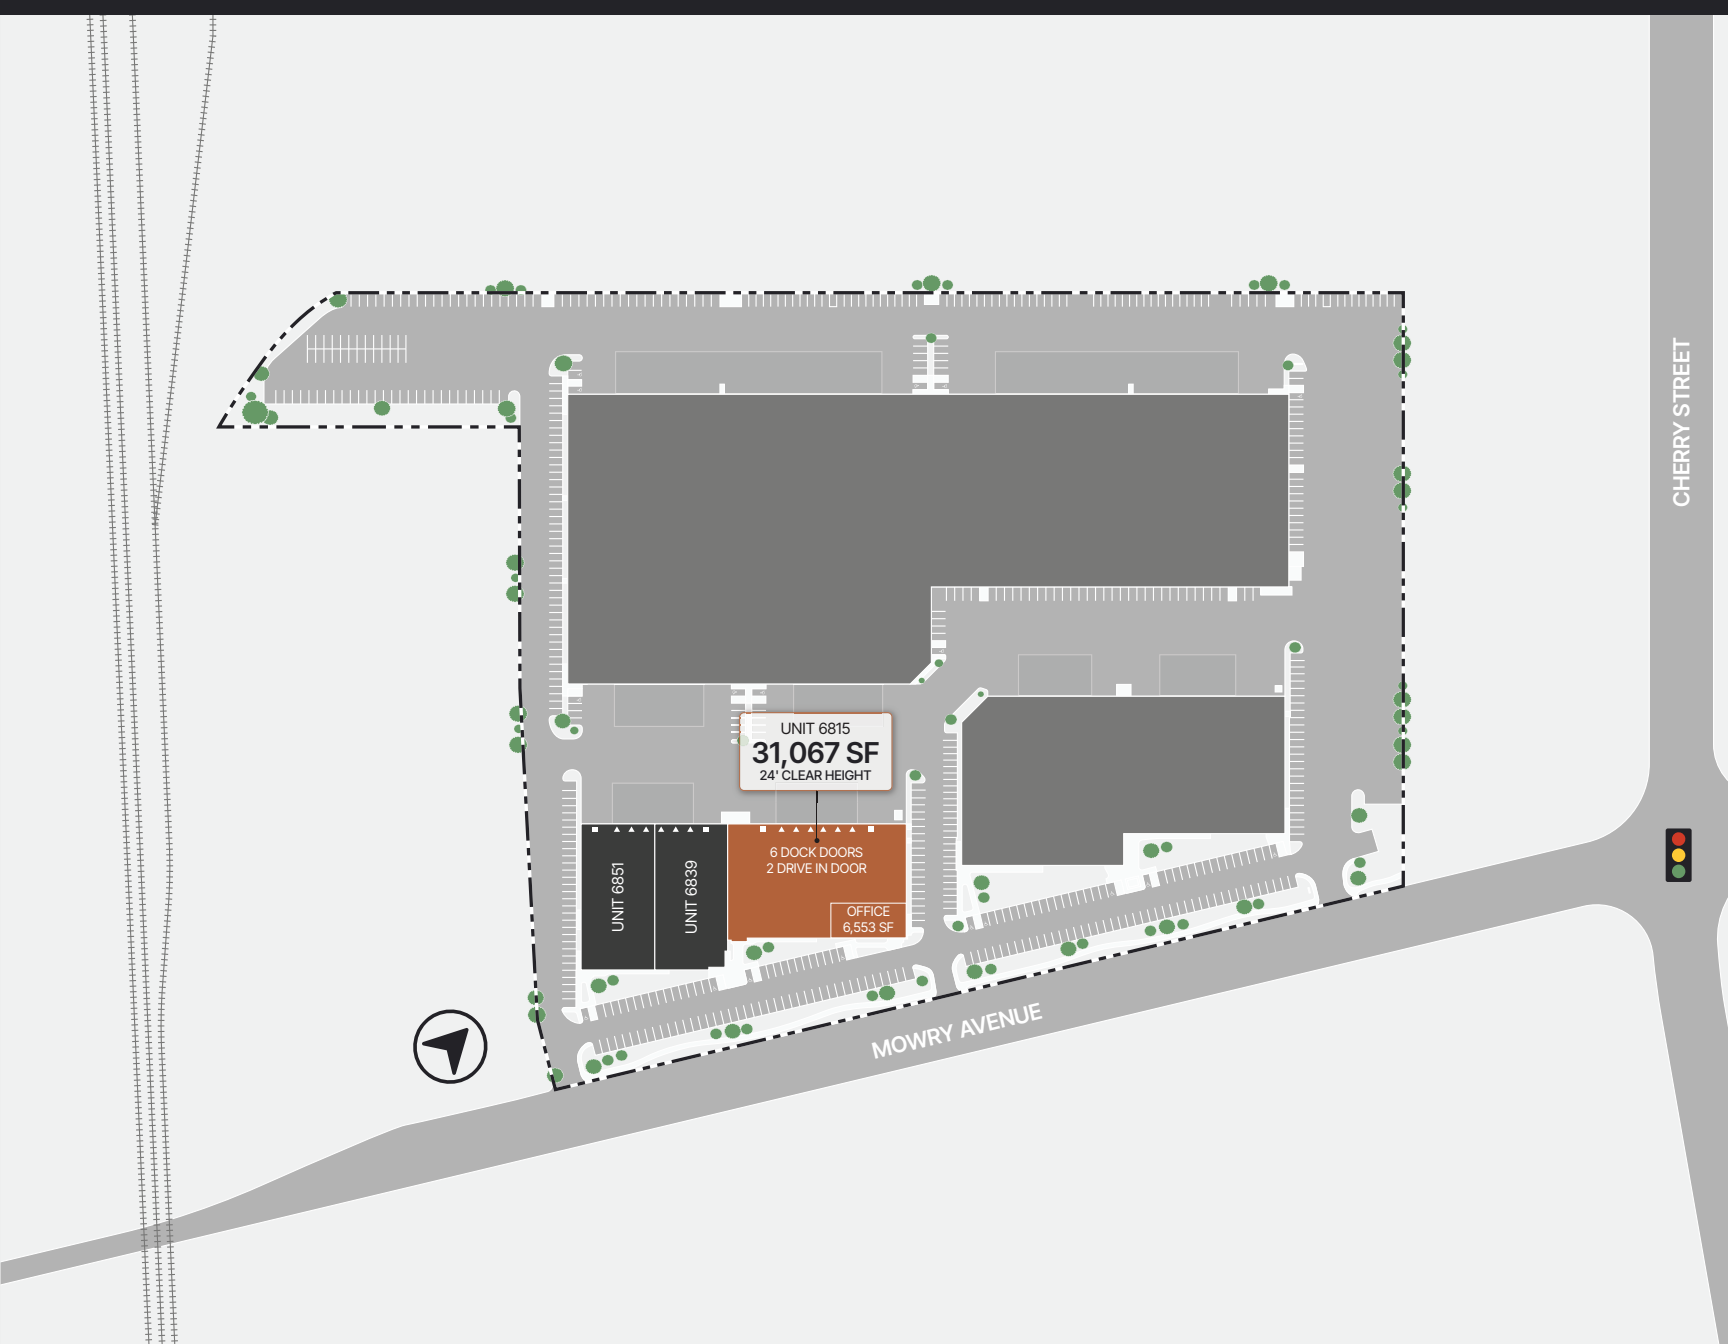 CHERRY STREET
UNIT 6815
31,067 SF
24' CLEAR HEIGHT
6 DOCK DOORS
2 DRIVE IN DOOR
UNIT 6851
UNIT 6839
OFFICE
6,553 SF
MOWRY AVENUE